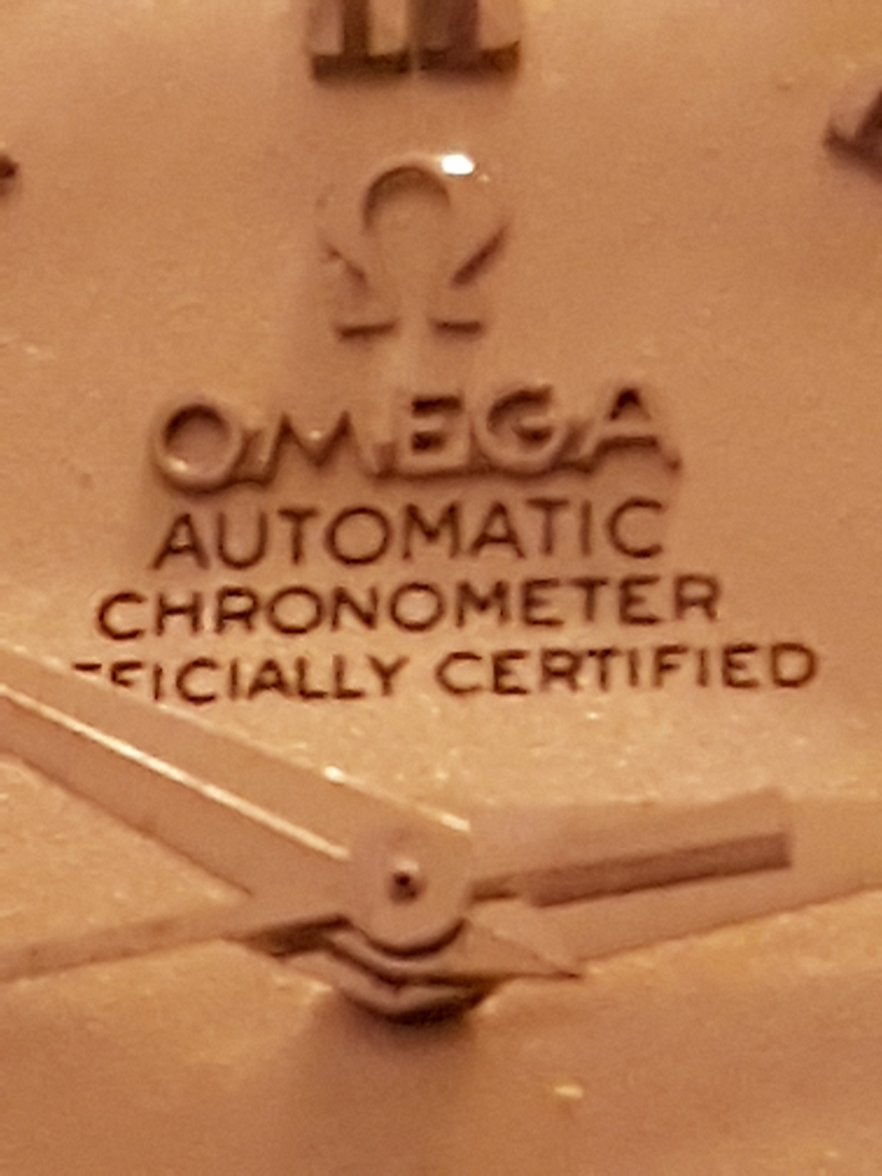 OMEGA
AUTOMATIC
CHRONOMETER
FICIALLY CERTIFIED